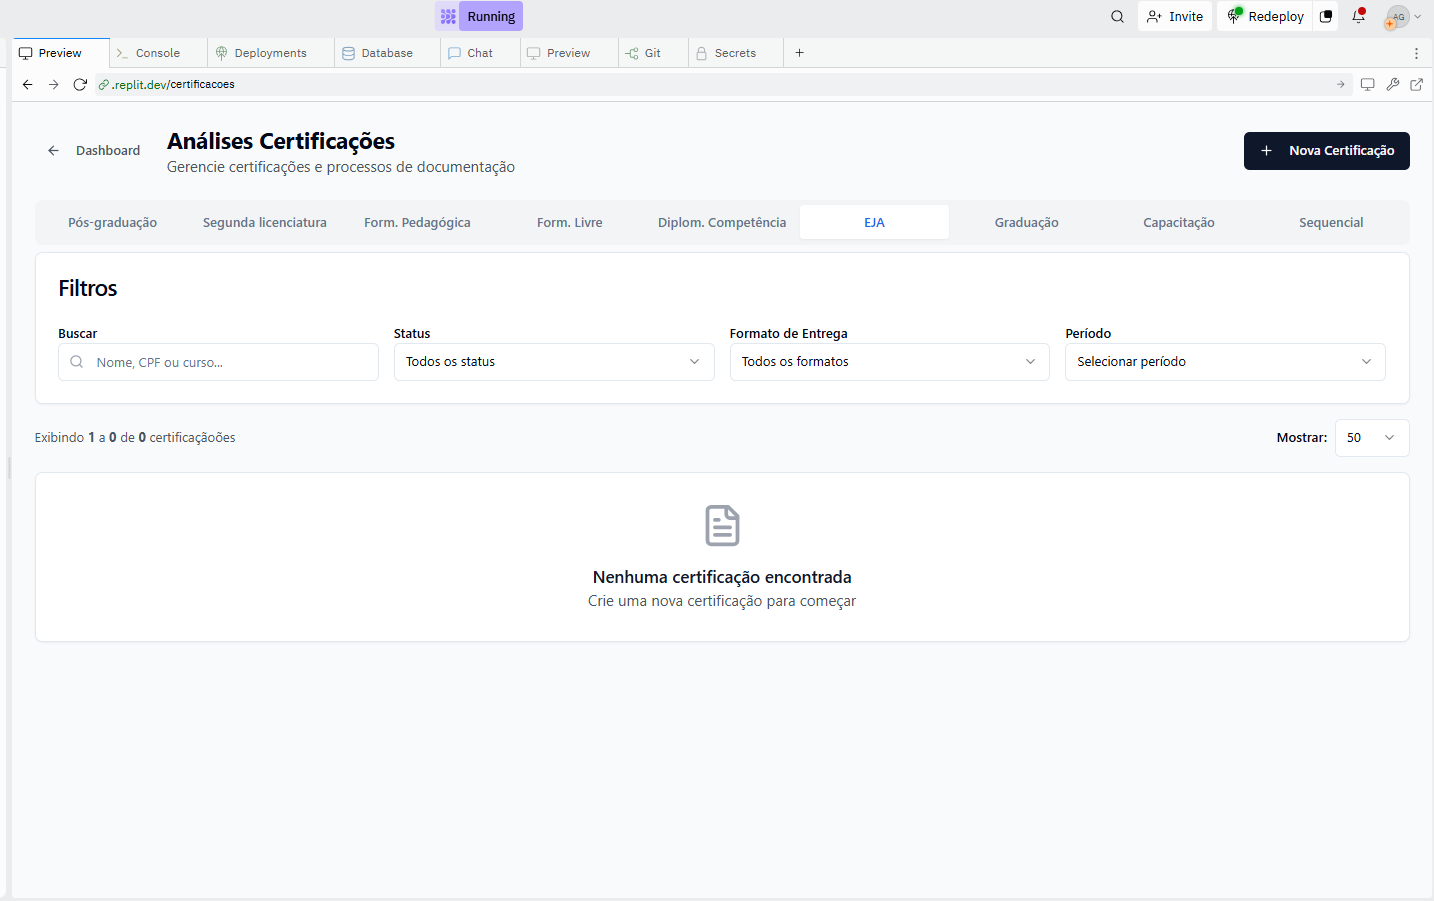 Running
Invite
Redeploy
AG
Preview
Console
Deployments
Database
Chat
Preview
Git
Secrets
.replit.dev/certificacoes
Dashboard
Análises Certificações
Gerencie certificações e processos de documentação
Nova Certificação
Pós-graduação
Segunda licenciatura
Form. Pedagógica
Form. Livre
Diplom. Competência
EJA
Graduação
Capacitação
Sequencial
Filtros
Buscar
Nome, CPF ou curso...
Status
Todos os status
Formato de Entrega
Todos os formatos
Período
Selecionar período
Exibindo 1 a 0 de 0 certificaçãoões
Mostrar:
50
Nenhuma certificação encontrada
Crie uma nova certificação para começar